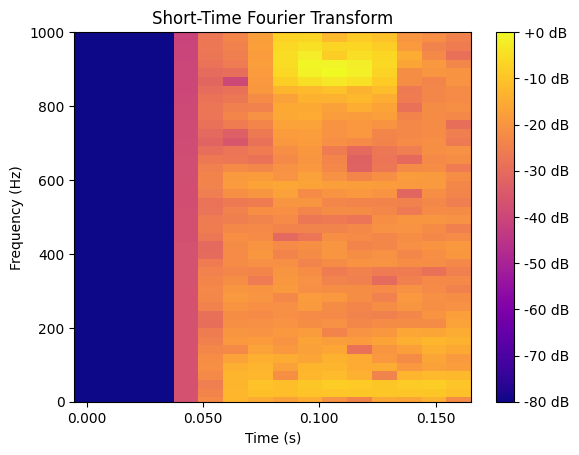 Short-Time Fourier Transform
1000
800
600
400
200
0
Frequency (Hz)
0.000
0.050
0.100
0.150
Time (s)
+0 dB
-10 dB
-20 dB
-30 dB
-40 dB
-50 dB
-60 dB
-70 dB
-80 dB